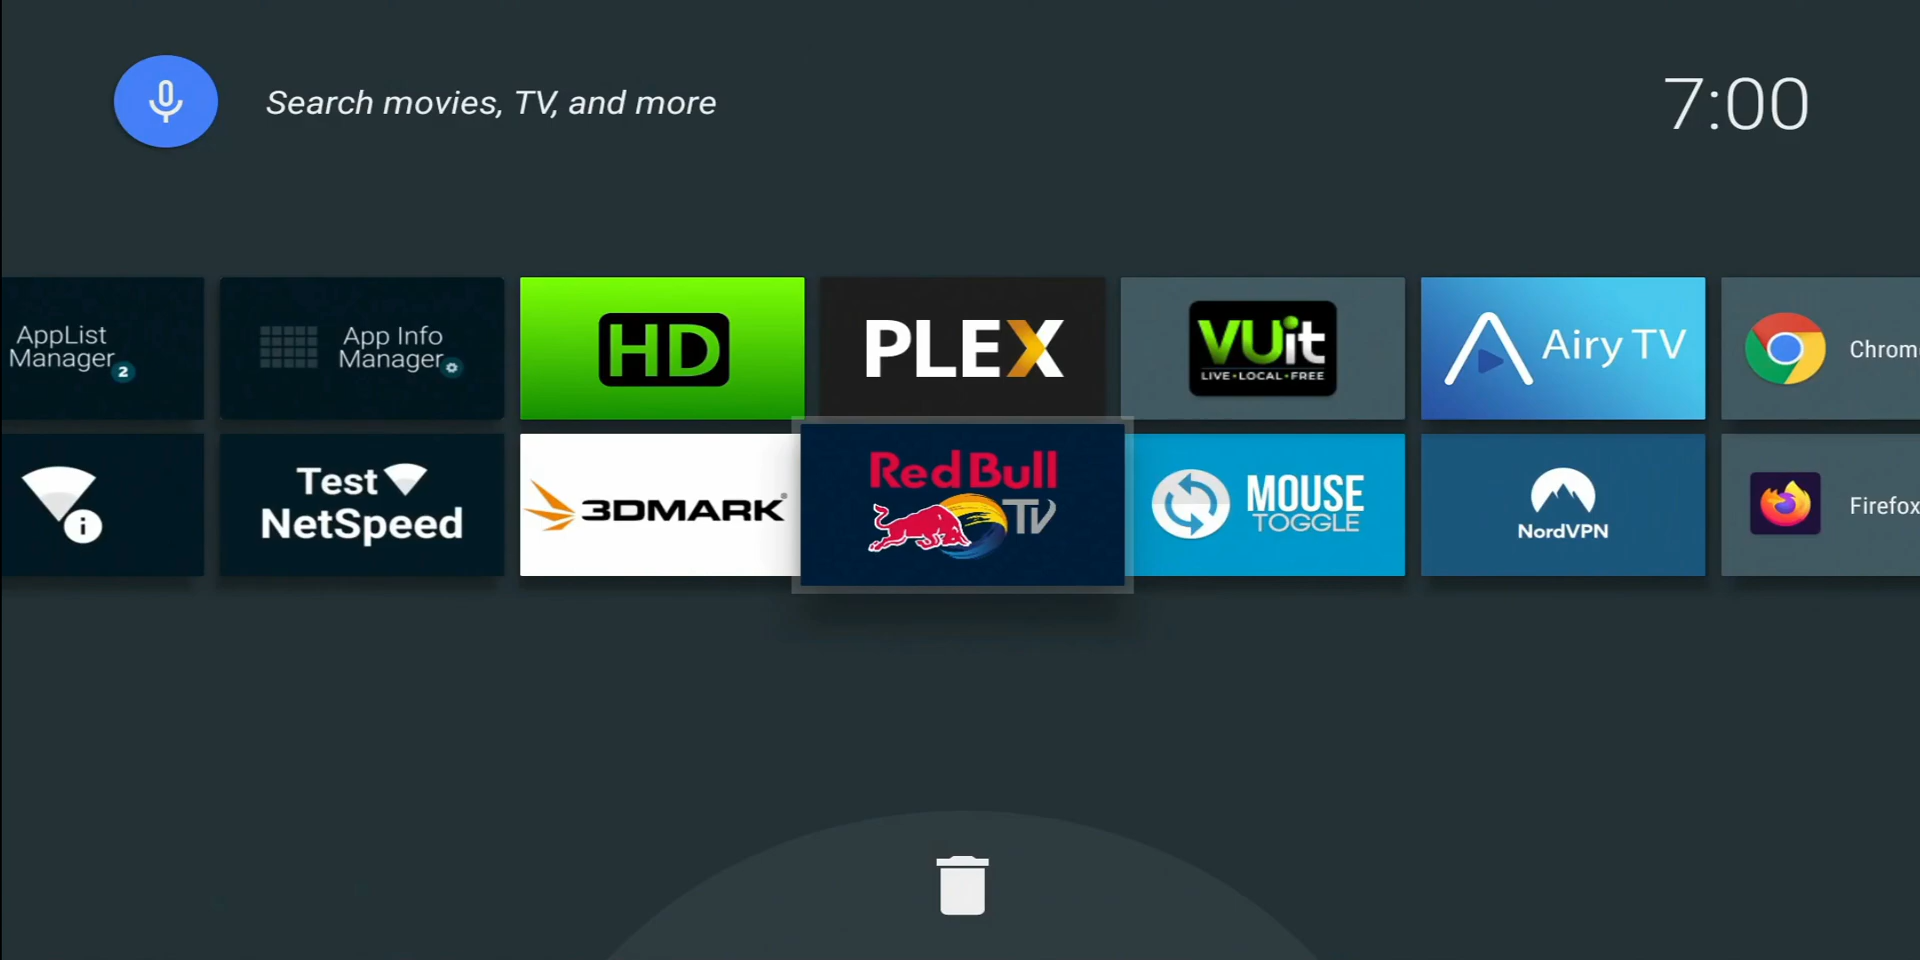 Search movies, TV, and more
7:00
AppList
Manager
2
App Info
Manager
HD
PLEX
VUit
LIVE•LOCAL•FREE
Airy TV
Chrom
i
Test
NetSpeed
3DMARK
Red Bull
TV
MOUSE
TOGGLE
NordVPN
Firefox